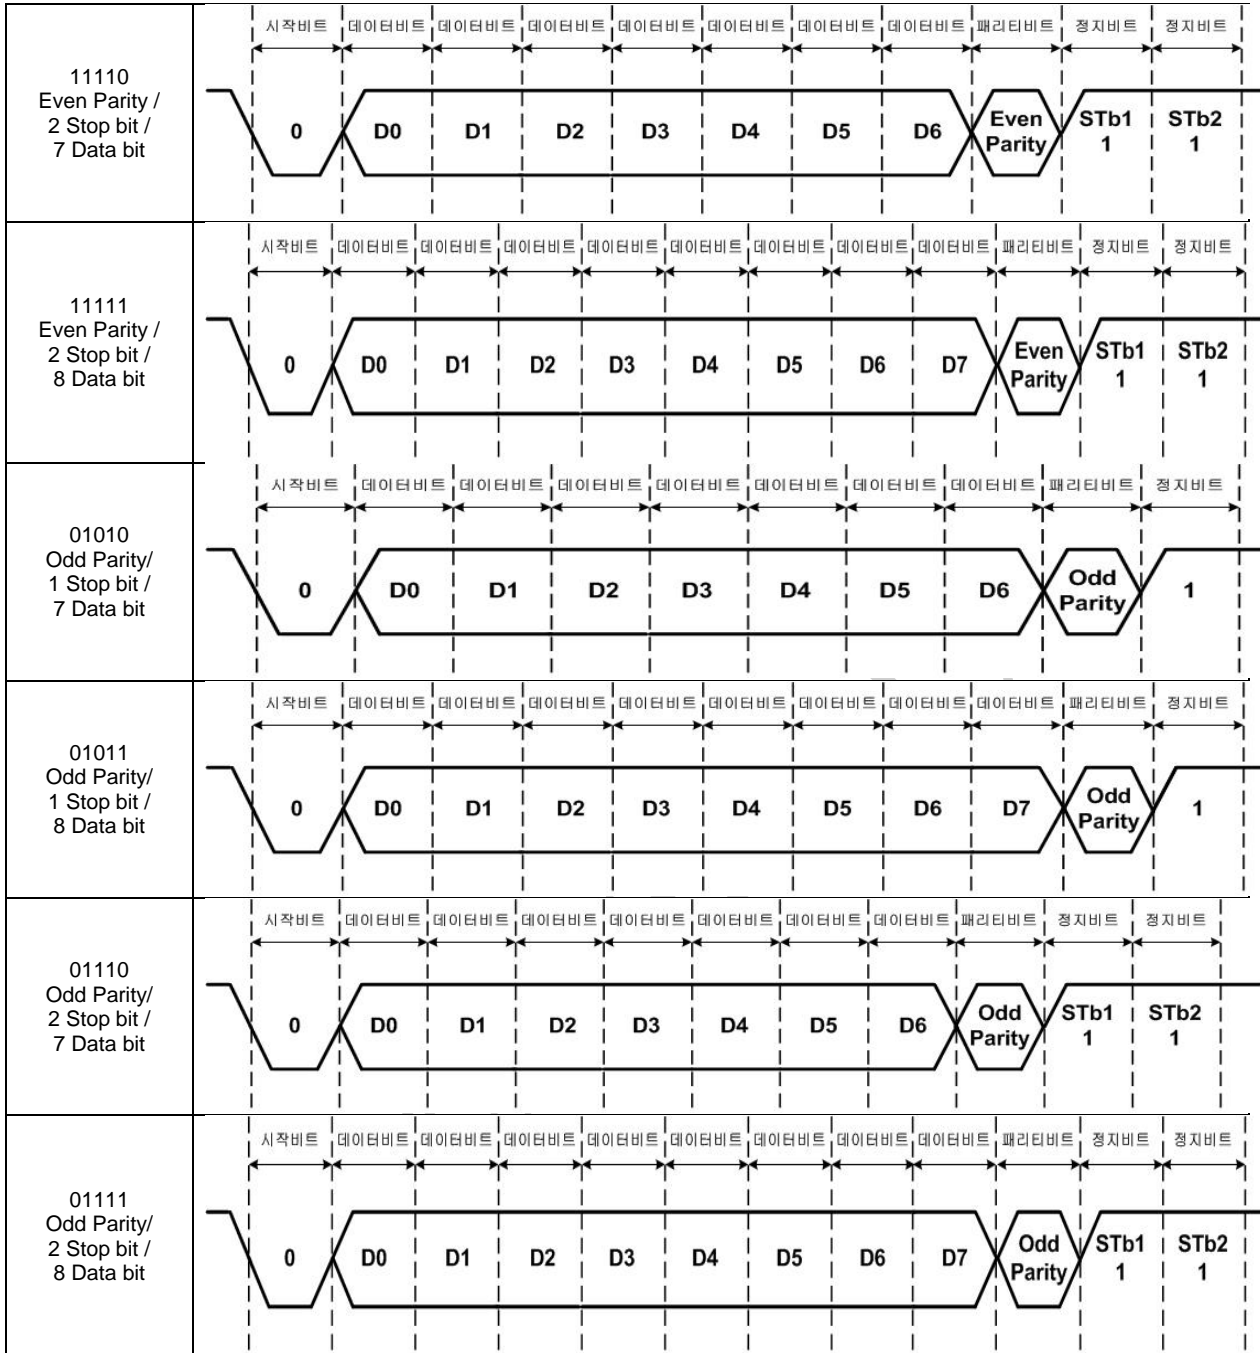 시작비트 데이터비트 데이터비트 데이터비트 데이터비트 데이터비트 데이터비트 데이터비트 패리티비트 정지비트 정지비트
11110
Even Parity /
2 Stop bit /
7 Data bit
0 D0 D1 D2 D3 D4 D5 D6 Even Parity STb1 1 STb2 1
시작비트 데이터비트 데이터비트 데이터비트 데이터비트 데이터비트 데이터비트 데이터비트 데이터비트 패리티비트 정지비트 정지비트
11111
Even Parity /
2 Stop bit /
8 Data bit
0 D0 D1 D2 D3 D4 D5 D6 D7 Even Parity STb1 1 STb2 1
시작비트 데이터비트 데이터비트 데이터비트 데이터비트 데이터비트 데이터비트 데이터비트 패리티비트 정지비트
01010
Odd Parity/
1 Stop bit /
7 Data bit
0 D0 D1 D2 D3 D4 D5 D6 Odd Parity 1
시작비트 데이터비트 데이터비트 데이터비트 데이터비트 데이터비트 데이터비트 데이터비트 데이터비트 패리티비트 정지비트
01011
Odd Parity/
1 Stop bit /
8 Data bit
0 D0 D1 D2 D3 D4 D5 D6 D7 Odd Parity 1
시작비트 데이터비트 데이터비트 데이터비트 데이터비트 데이터비트 데이터비트 데이터비트 패리티비트 정지비트 정지비트
01110
Odd Parity/
2 Stop bit /
7 Data bit
0 D0 D1 D2 D3 D4 D5 D6 Odd Parity STb1 1 STb2 1
시작비트 데이터비트 데이터비트 데이터비트 데이터비트 데이터비트 데이터비트 데이터비트 데이터비트 패리티비트 정지비트 정지비트
01111
Odd Parity/
2 Stop bit /
8 Data bit
0 D0 D1 D2 D3 D4 D5 D6 D7 Odd Parity STb1 1 STb2 1